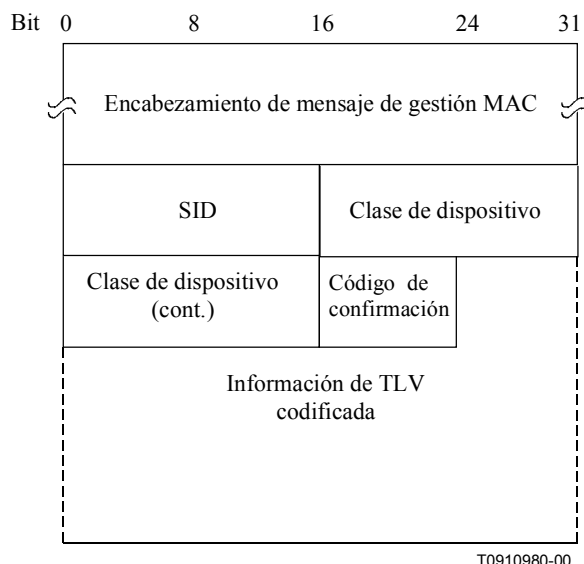 Bit 0 8 16 24 31
Encabezamiento de mensaje de gestión MAC
SID
Clase de dispositivo
Clase de dispositivo
(cont.)
Código de
confirmación
Información de TLV
codificada
T0910980-00